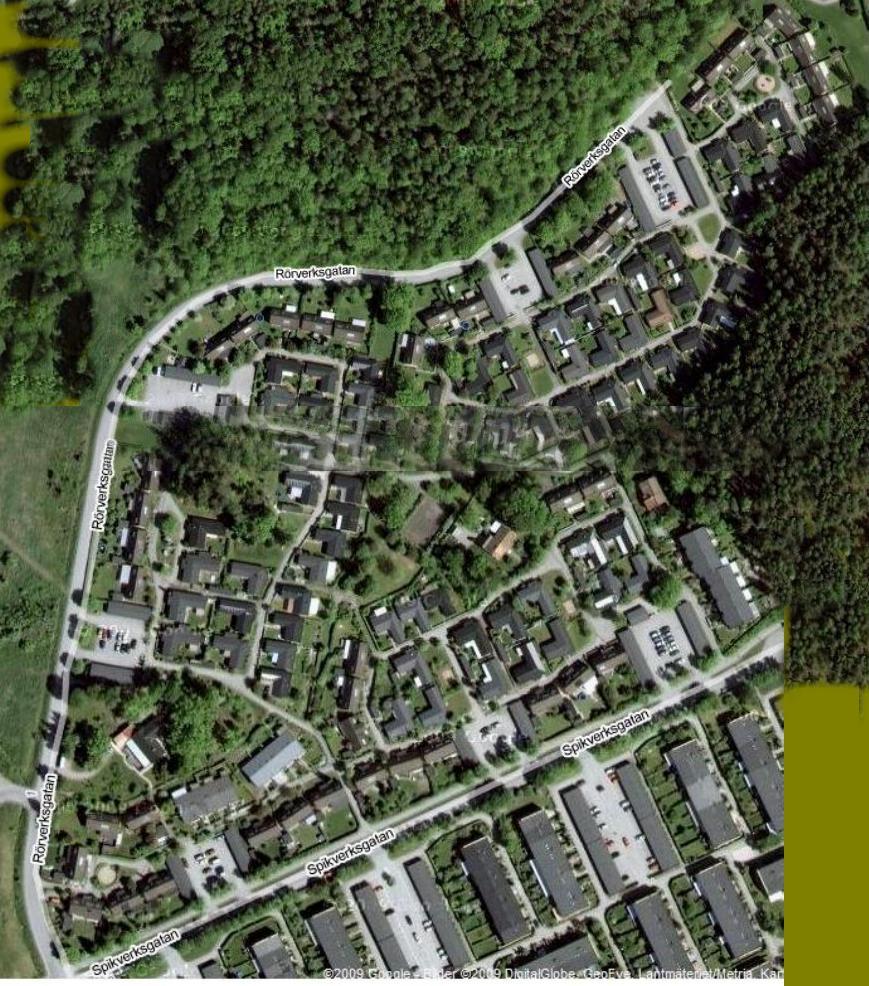 Rörverksgatan
Rörverksgatan
Rörverksgatan
Rörverksgatan
Spikverksgatan
Spikverksgatan
Spikverksgatan
©2009 Google - Bilder ©2009 DigitalGlobe, GeoEye, Lantmäteriet/Metria, Kar